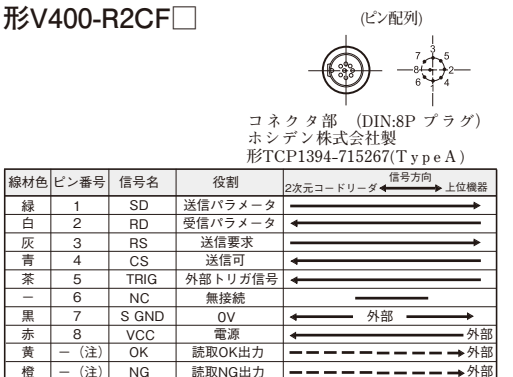 形V400-R2CF□
(ピン配列)
7 3 5
8 2
6 1 4
コネクタ部 (DIN:8P プラグ)
ホシデン株式会社製
形TCP1394-715267(TypeA)
線材色 ピン番号 信号名 役割 信号方向
2次元コードリーダ 上位機器
緑 1 SD 送信パラメータ
白 2 RD 受信パラメータ
灰 3 RS 送信要求
青 4 CS 送信可
茶 5 TRIG 外部トリガ信号
− 6 NC 無接続
黒 7 S GND 0V 外部
赤 8 VCC 電源 外部
黄 −(注) OK 読取OK出力 外部
橙 −(注) NG 読取NG出力 外部